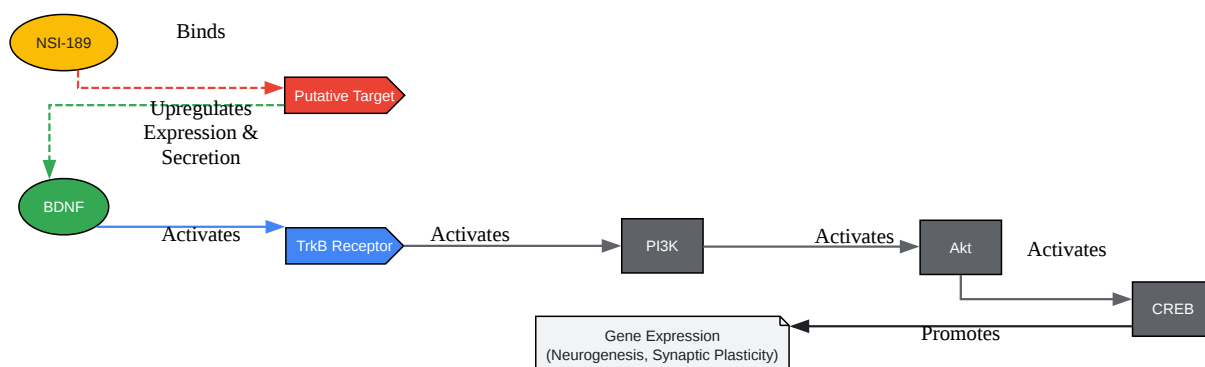 Binds
NSI-189
Putative Target
Upregulates
Expression &
Secretion
BDNF
Activates
TrkB Receptor
Activates
PI3K
Activates
Akt
Activates
CREB
Promotes
Gene Expression
(Neurogenesis, Synaptic Plasticity)